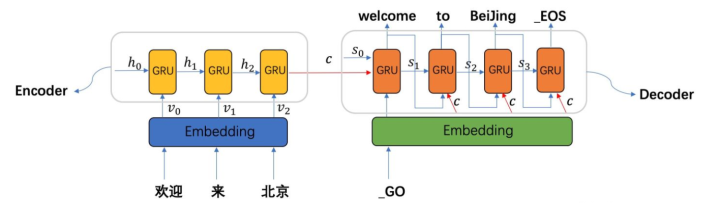 welcome to BeiJing _EOS
h₀ GRU h₁ GRU h₂ GRU c s₀ GRU s₁ GRU s₂ GRU s₃ GRU
Encoder v₀ v₁ v₂ c c c Decoder
Embedding Embedding
欢迎 来 北京 _GO